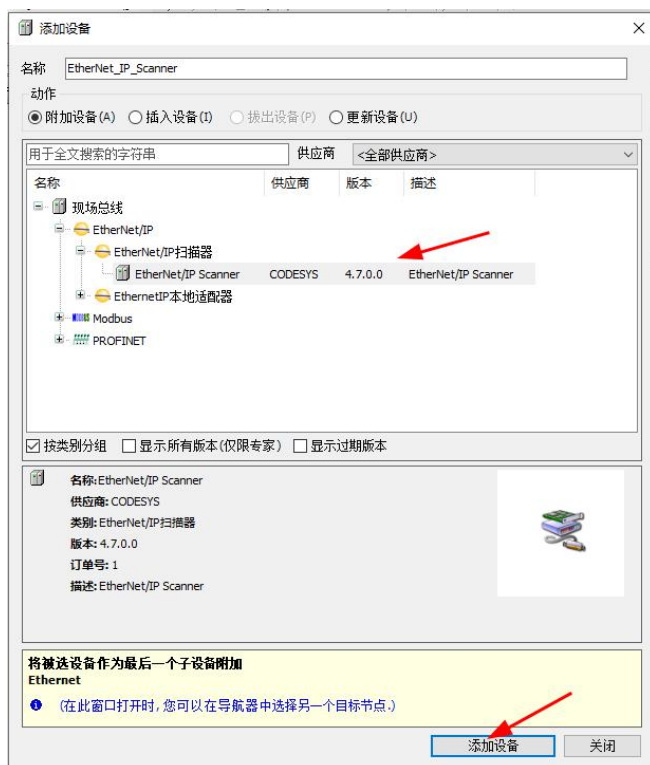 添加设备
名称 EtherNet_IP_Scanner
动作
附加设备(A) 插入设备(I) 拔出设备(P) 更新设备(U)
用于全文搜索的字符串 供应商 <全部供应商>
名称 供应商 版本 描述
现场总线
EtherNet/IP
EtherNet/IP扫描器
EtherNet/IP Scanner CODESYS 4.7.0.0 EtherNet/IP Scanner
EthernetIP本地适配器
Modbus
PROFINET
按类别分组 显示所有版本(仅限专家) 显示过期版本
名称:EtherNet/IP Scanner
供应商: CODESYS
类别: EtherNet/IP扫描器
版本: 4.7.0.0
订单号: 1
描述: EtherNet/IP Scanner
将被选设备作为最后一个子设备附加
Ethernet
(在此窗口打开时,您可以在导航器中选择另一个目标节点.)
添加设备 关闭